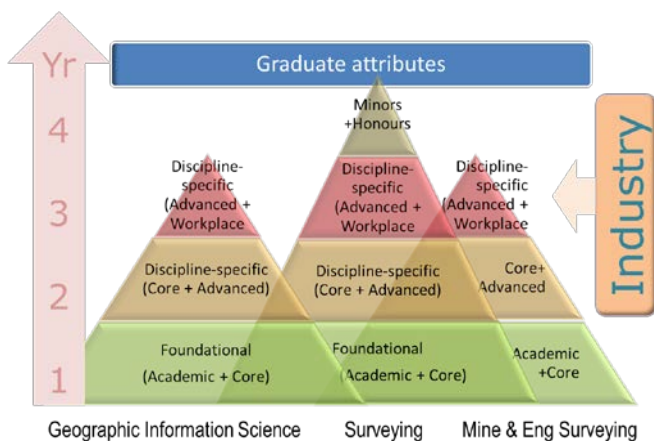 Yr
Graduate attributes
4
Minors
+Honours
Discipline-
specific
(Advanced +
Workplace
Discipline-
specific
(Advanced +
Workplace
Discipline-
specific
(Advanced +
Workplace
3
Industry
Discipline-specific
(Core + Advanced)
Discipline-specific
(Core + Advanced)
Core+
Advanced
2
Foundational
(Academic + Core)
Foundational
(Academic + Core)
Academic
+Core
1
Geographic Information Science
Surveying
Mine & Eng Surveying